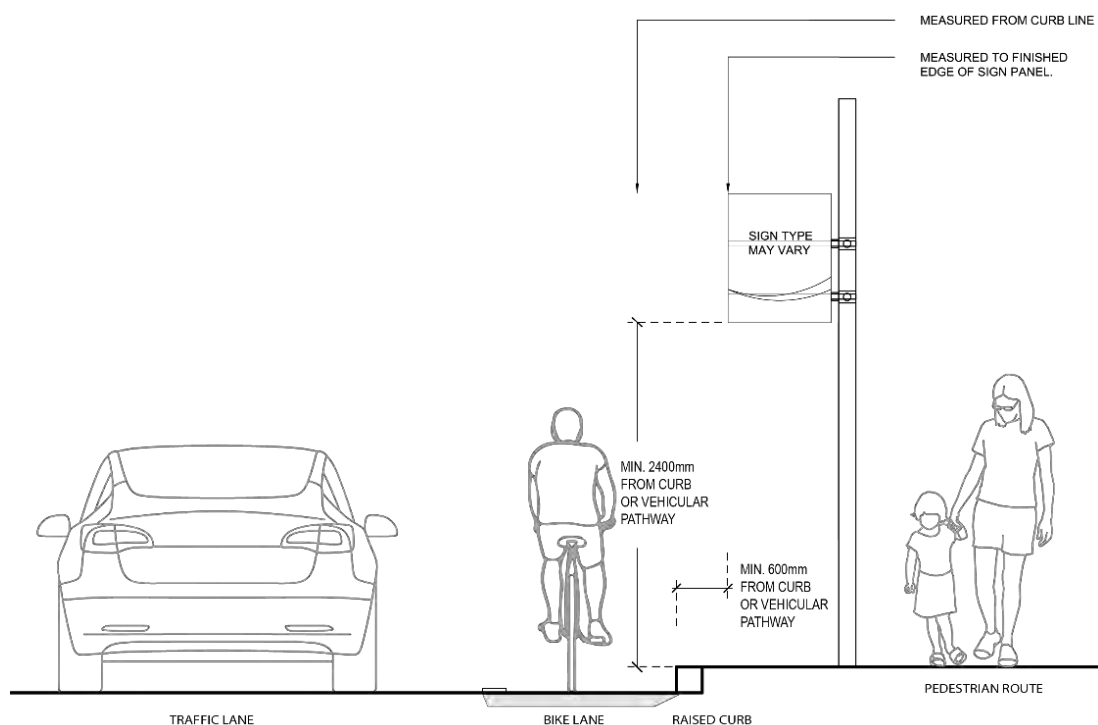 MEASURED FROM CURB LINE
MEASURED TO FINISHED
EDGE OF SIGN PANEL.
SIGN TYPE
MAY VARY
MIN. 2400mm
FROM CURB
OR VEHICULAR
PATHWAY
MIN. 600mm
FROM CURB
OR VEHICULAR
PATHWAY
TRAFFIC LANE
BIKE LANE
RAISED CURB
PEDESTRIAN ROUTE